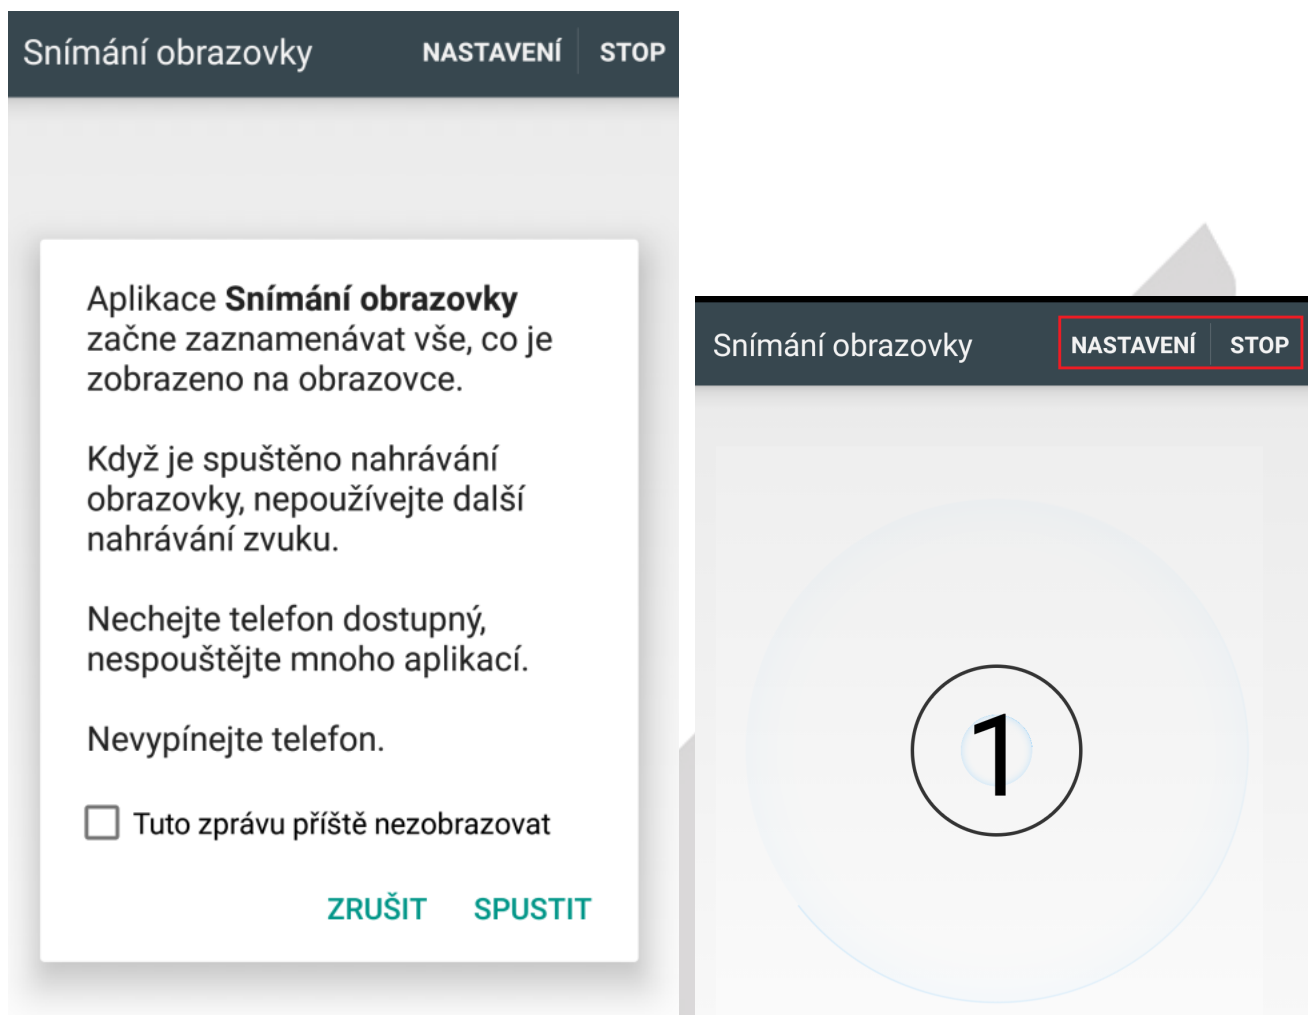 Snímání obrazovky NASTAVENÍ STOP
Aplikace Snímání obrazovky
začne zaznamenávat vše, co je
zobrazeno na obrazovce.
Když je spuštěno nahrávání
obrazovky, nepoužívejte další
nahrávání zvuku.
Nechejte telefon dostupný,
nespouštějte mnoho aplikací.
Nevypínejte telefon.
Tuto zprávu příště nezobrazovat
ZRUŠIT SPUSTIT
Snímání obrazovky NASTAVENÍ STOP
1